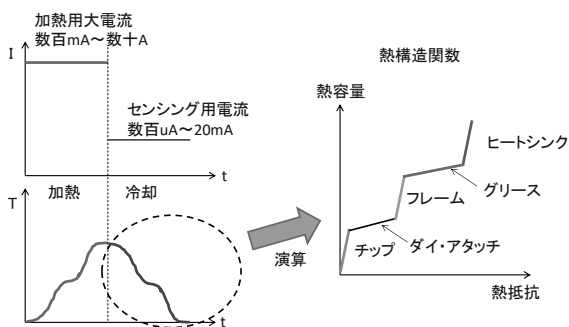 加熱用大電流
数百mA～数十A
I
センシング用電流
数百uA～20mA
t
T
加熱
冷却
t
演算
熱構造関数
熱容量
ヒートシンク
グリース
フレーム
ダイ・アタッチ
チップ
熱抵抗